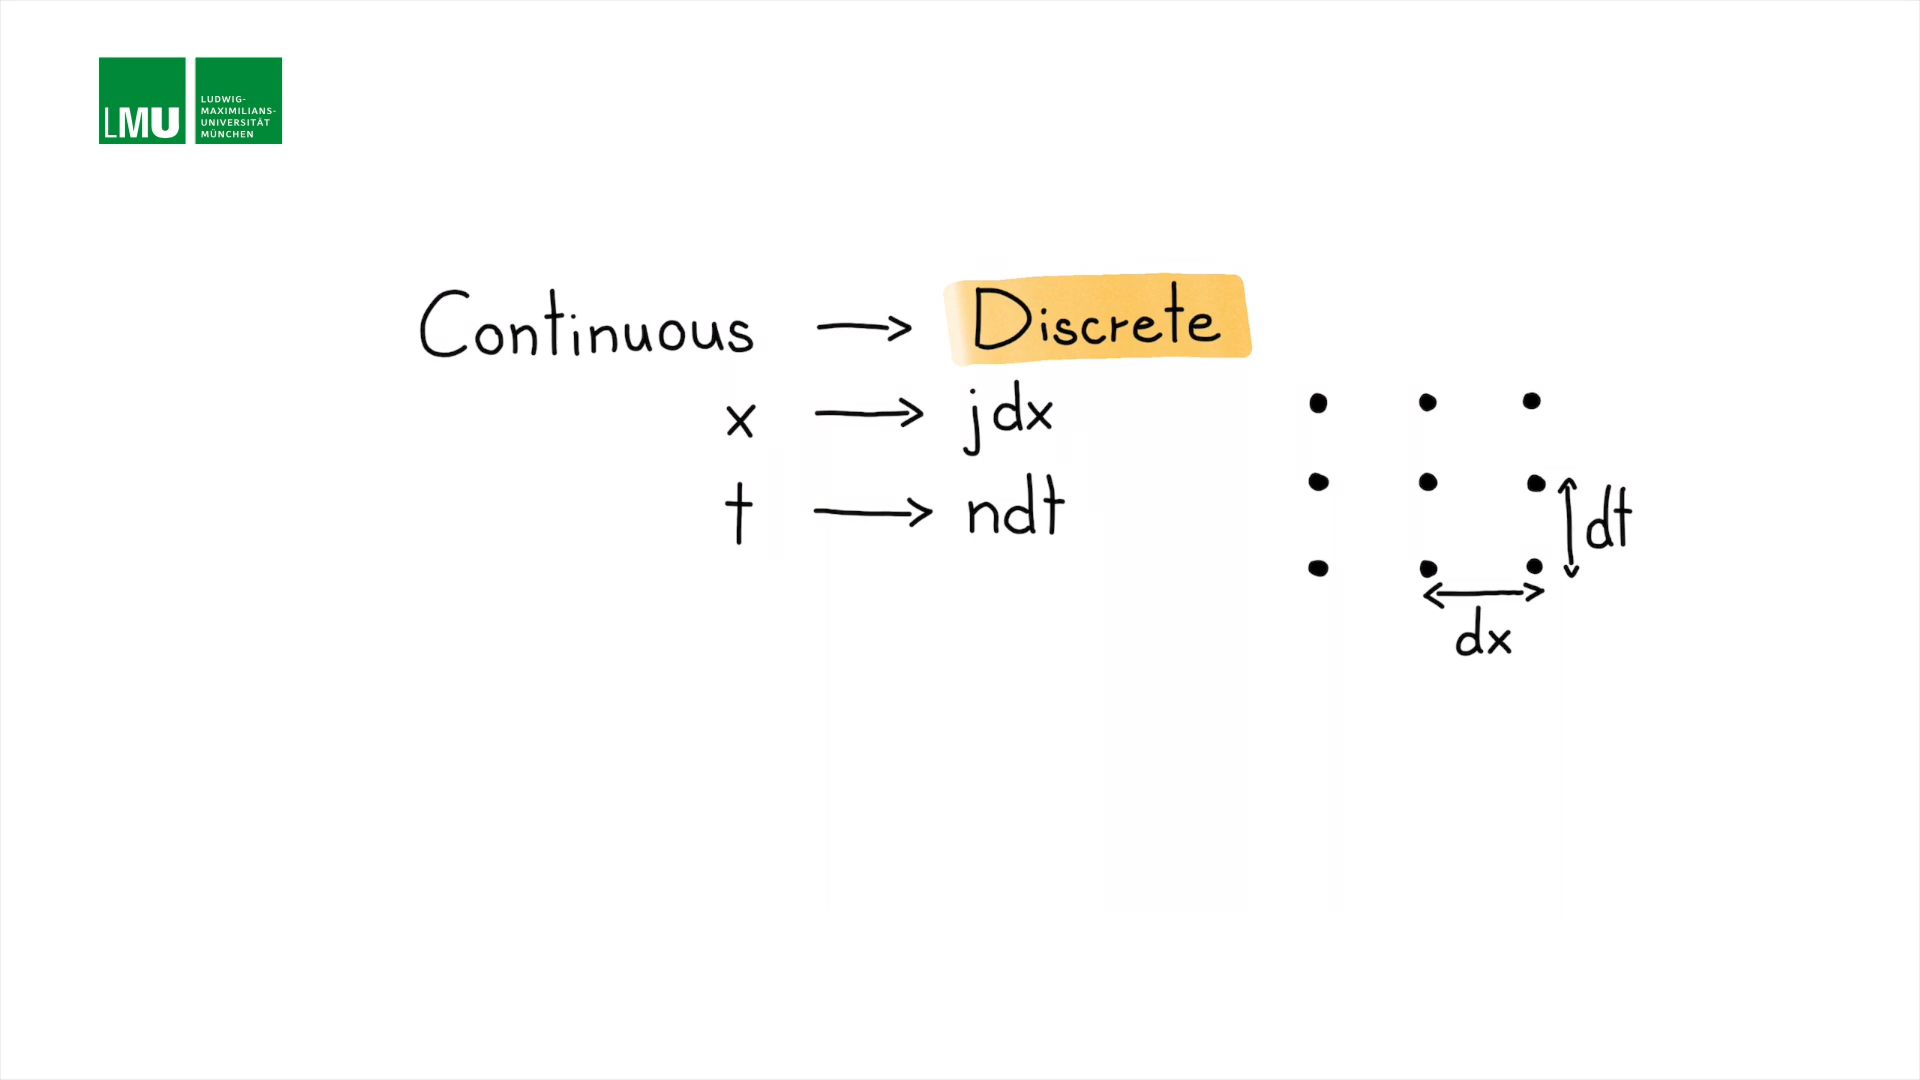 LMU
LUDWIG-
MAXIMILIANS-
UNIVERSITÄT
MÜNCHEN
Continuous → Discrete
x → jdx
t → ndt
dt
dx